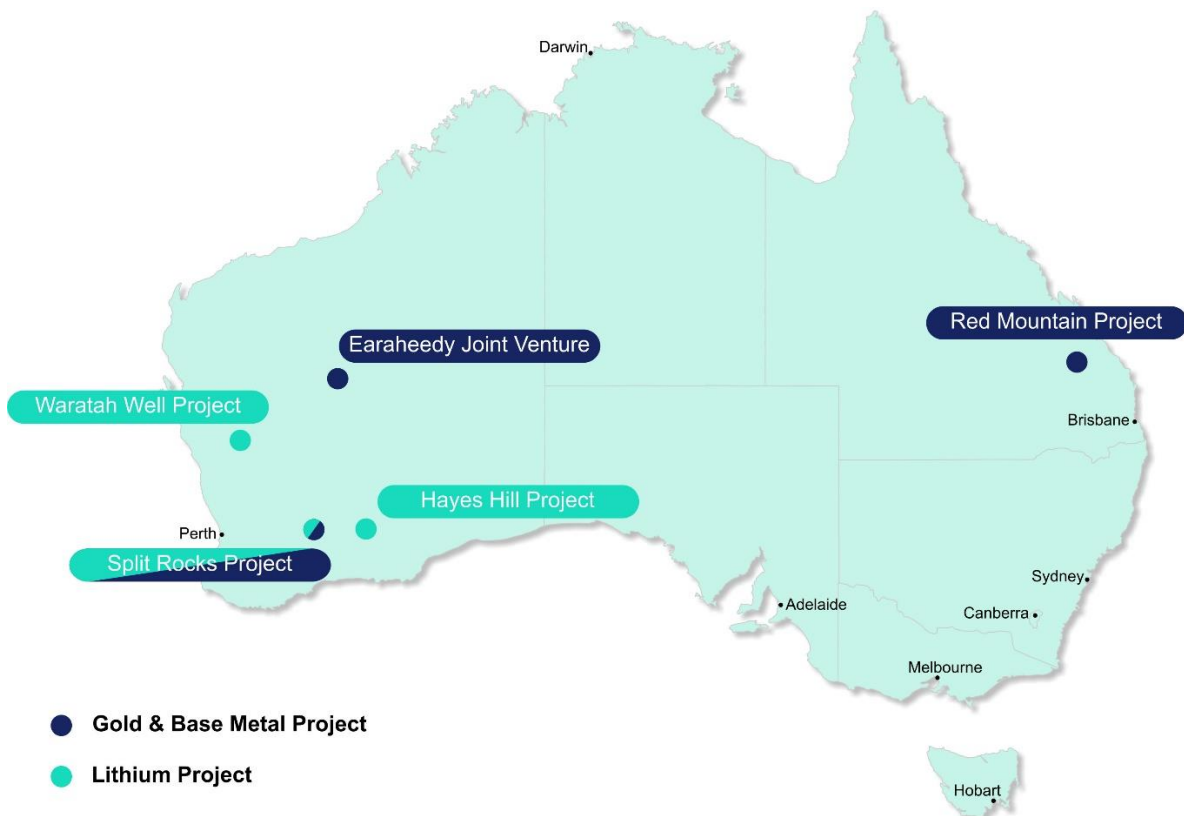 Darwin
Red Mountain Project
Earaheedy Joint Venture
Waratah Well Project
Brisbane
Hayes Hill Project
Perth
Split Rocks Project
Sydney
Adelaide
Canberra
Melbourne
Gold & Base Metal Project
Lithium Project
Hobart